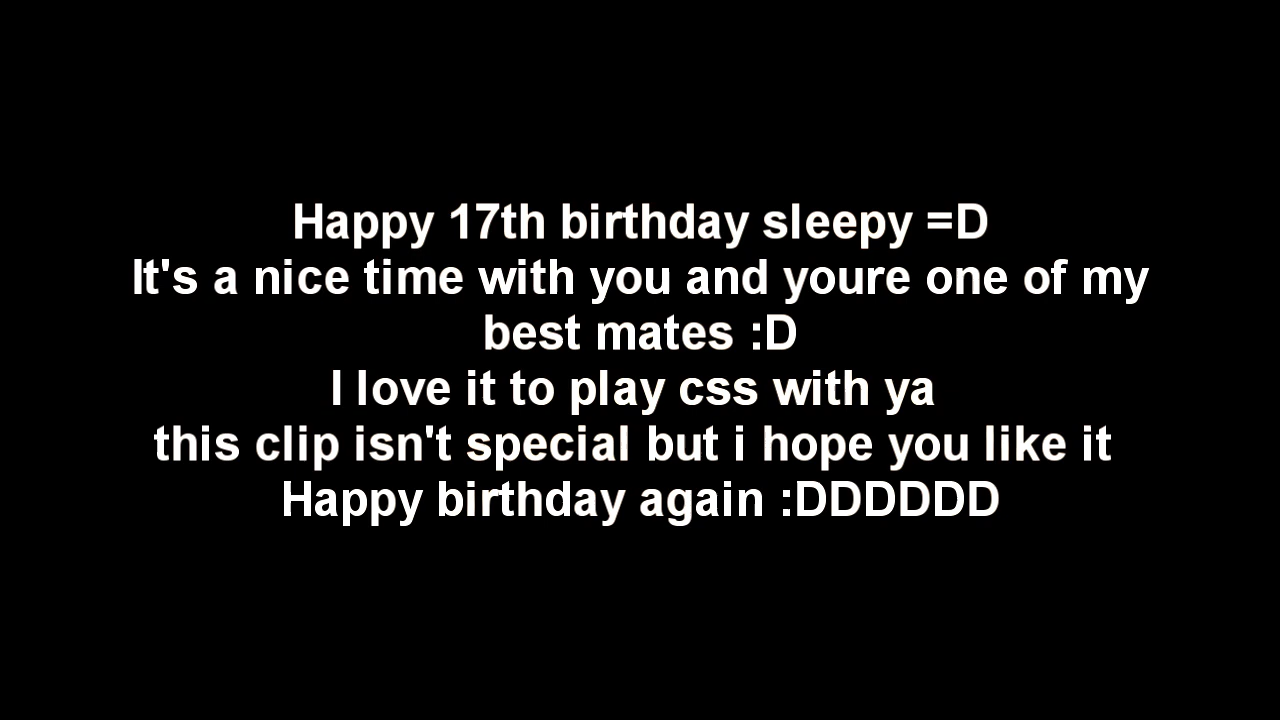 Happy 17th birthday sleepy =D
It's a nice time with you and youre one of my
best mates :D
I love it to play css with ya
this clip isn't special but i hope you like it
Happy birthday again :DDDDDD